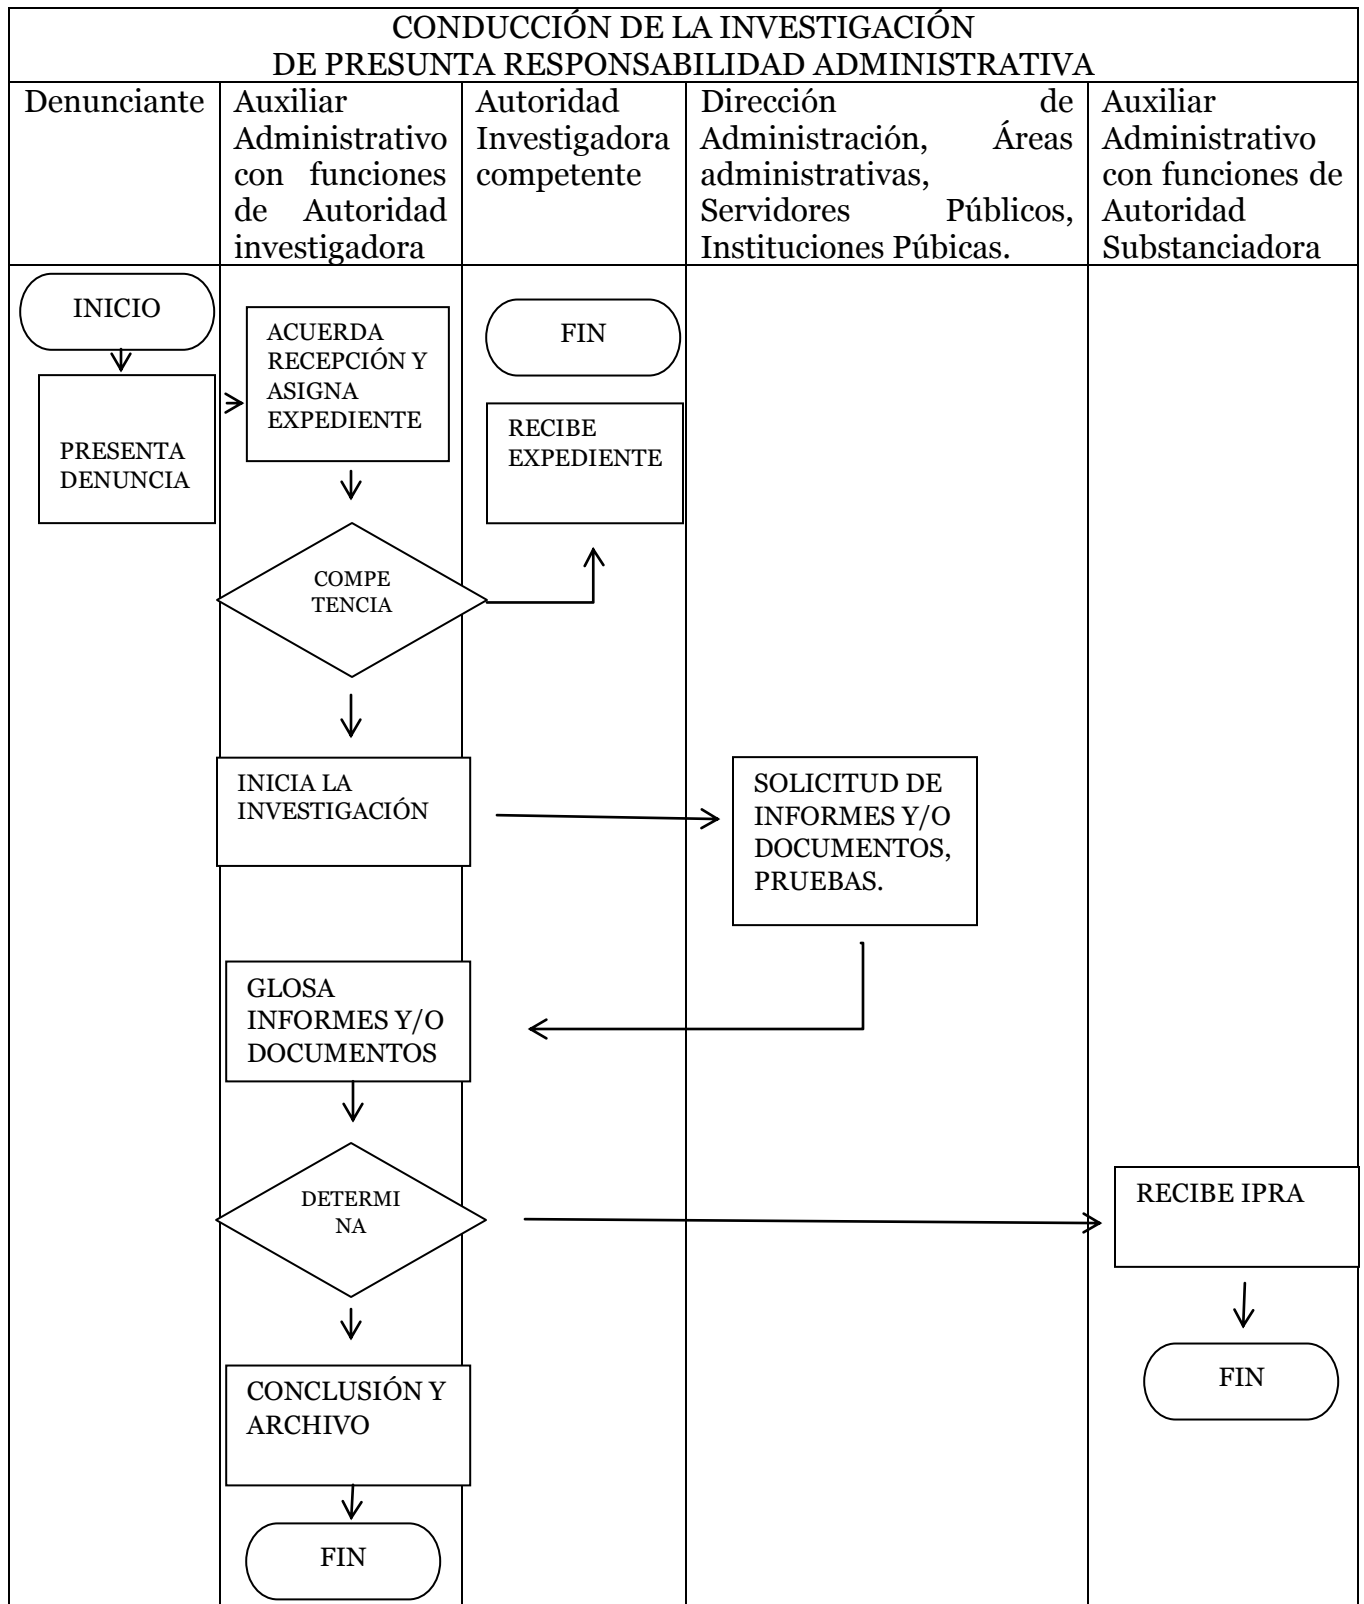 CONDUCCIÓN DE LA INVESTIGACIÓN
DE PRESUNTA RESPONSABILIDAD ADMINISTRATIVA
Denunciante
Auxiliar
Administrativo
con funciones
de Autoridad
investigadora
Autoridad
Investigadora
competente
Dirección de
Administración, Áreas
administrativas,
Servidores Públicos,
Instituciones Púbicas.
Auxiliar
Administrativo
con funciones de
Autoridad
Substanciadora
INICIO
PRESENTA
DENUNCIA
ACUERDA
RECEPCIÓN Y
ASIGNA
EXPEDIENTE
FIN
RECIBE
EXPEDIENTE
COMPE
TENCIA
INICIA LA
INVESTIGACIÓN
SOLICITUD DE
INFORMES Y/O
DOCUMENTOS,
PRUEBAS.
GLOSA
INFORMES Y/O
DOCUMENTOS
DETERMI
NA
RECIBE IPRA
FIN
CONCLUSIÓN Y
ARCHIVO
FIN